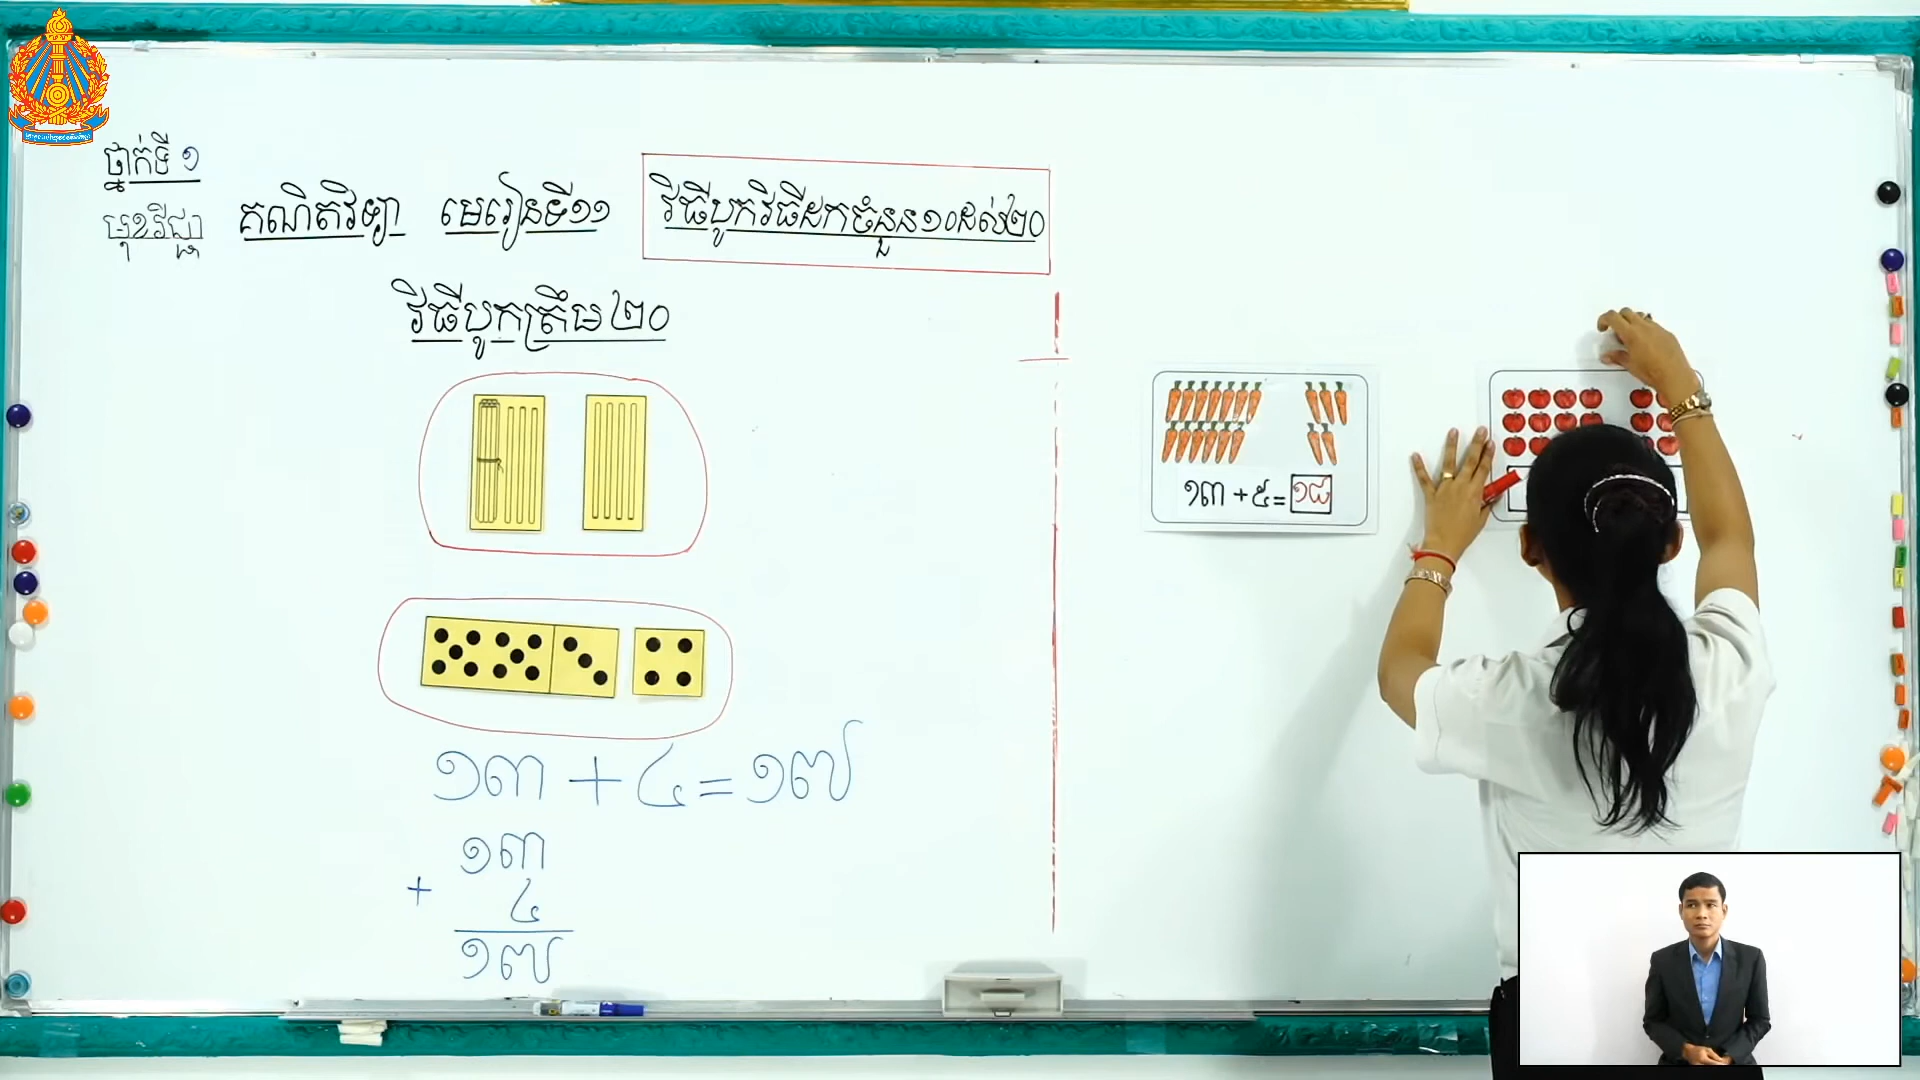 ថ្នាក់ទី ១
មុខវិជ្ជា គណិតវិទ្យា មេរៀនទី១១ វិធីបូកវិធីដកចំនួន១០ដល់២០
វិធីបូកត្រឹម ២០
១៣ + ៥ = ១៨
១៣ + ៤ = ១៧
១៣
+ ៤
១៧